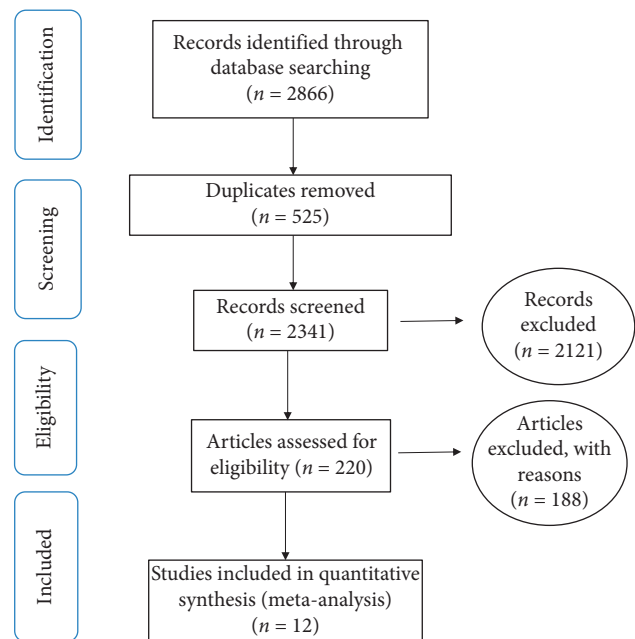 Identification
Records identified through
database searching
(n = 2866)
Screening
Duplicates removed
(n = 525)
Records screened
(n = 2341)
Records
excluded
(n = 2121)
Eligibility
Articles assessed for
eligibility (n = 220)
Articles
excluded, with
reasons
(n = 188)
Included
Studies included in quantitative
synthesis (meta-analysis)
(n = 12)